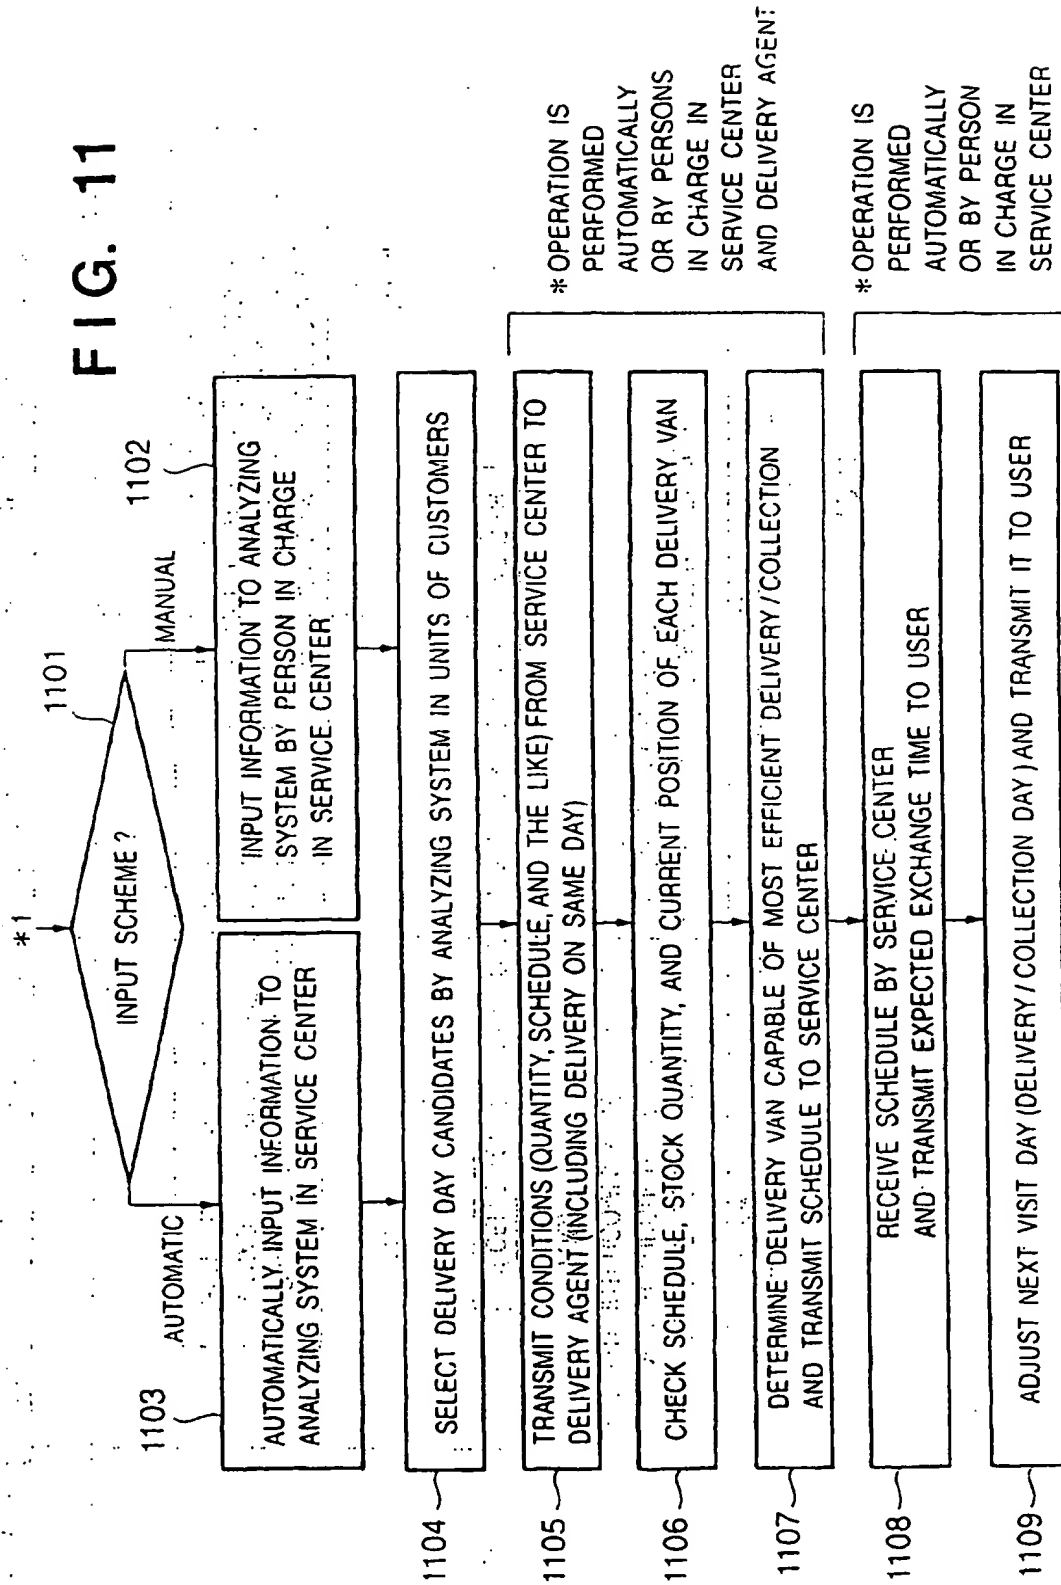 FIG. 11
*1
INPUT SCHEME?
1101
AUTOMATIC
MANUAL
1103
AUTOMATICALLY INPUT INFORMATION TO
ANALYZING SYSTEM IN SERVICE CENTER
1102
INPUT INFORMATION TO ANALYZING
SYSTEM BY PERSON IN CHARGE
IN SERVICE CENTER
1104
SELECT DELIVERY DAY CANDIDATES BY ANALYZING SYSTEM IN UNITS OF CUSTOMERS
1105
TRANSMIT CONDITIONS (QUANTITY, SCHEDULE, AND THE LIKE) FROM SERVICE CENTER TO
DELIVERY AGENT (INCLUDING DELIVERY ON SAME DAY)
1106
CHECK SCHEDULE, STOCK QUANTITY, AND CURRENT POSITION OF EACH DELIVERY VAN
1107
DETERMINE DELIVERY VAN CAPABLE OF MOST EFFICIENT DELIVERY/COLLECTION
AND TRANSMIT SCHEDULE TO SERVICE CENTER
*OPERATION IS
PERFORMED
AUTOMATICALLY
OR BY PERSONS
IN CHARGE IN
SERVICE CENTER
AND DELIVERY AGENT
1108
RECEIVE SCHEDULE BY SERVICE CENTER
AND TRANSMIT EXPECTED EXCHANGE TIME TO USER
1109
ADJUST NEXT VISIT DAY (DELIVERY/COLLECTION DAY) AND TRANSMIT IT TO USER
*OPERATION IS
PERFORMED
AUTOMATICALLY
OR BY PERSON
IN CHARGE IN
SERVICE CENTER